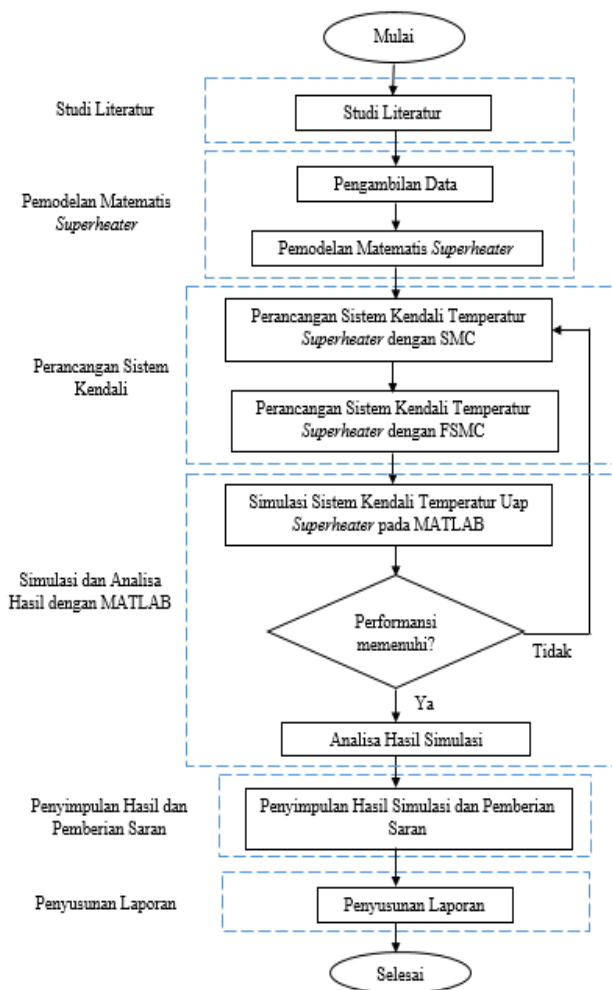 Mulai
Studi Literatur
Studi Literatur
Pemodelan Matematis
Superheater
Pengambilan Data
Pemodelan Matematis Superheater
Perancangan Sistem
Kendali
Perancangan Sistem Kendali Temperatur
Superheater dengan SMC
Perancangan Sistem Kendali Temperatur
Superheater dengan FSMC
Simulasi dan Analisa
Hasil dengan MATLAB
Simulasi Sistem Kendali Temperatur Uap
Superheater pada MATLAB
Performansi
memenuhi?
Tidak
Ya
Analisa Hasil Simulasi
Penyimpulan Hasil dan
Pemberian Saran
Penyimpulan Hasil Simulasi dan Pemberian
Saran
Penyusunan Laporan
Penyusunan Laporan
Selesai